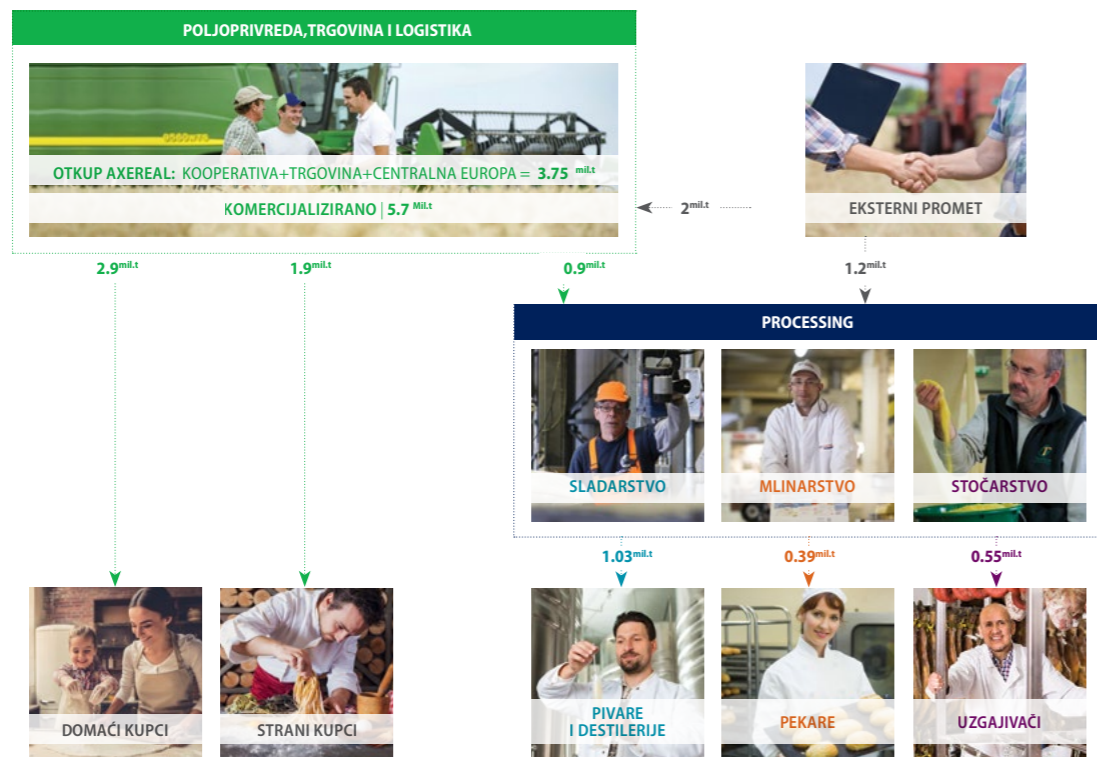 POLJOPRIVREDA,TRGOVINA I LOGISTIKA
OTKUP AXEREAL: KOOPERATIVA+TRGOVINA+CENTRALNA EUROPA = 3.75 mil.t
KOMERCIJALIZIRANO | 5.7 Mil.t
2mil.t
EKSTERNI PROMET
2.9mil.t
1.9mil.t
0.9mil.t
1.2mil.t
PROCESSING
SLADARSTVO
MLINARSTVO
STOČARSTVO
1.03mil.t
0.39mil.t
0.55mil.t
DOMAĆI KUPCI
STRANI KUPCI
PIVARE
I DESTILERIJE
PEKARE
UZGAJIVAČI